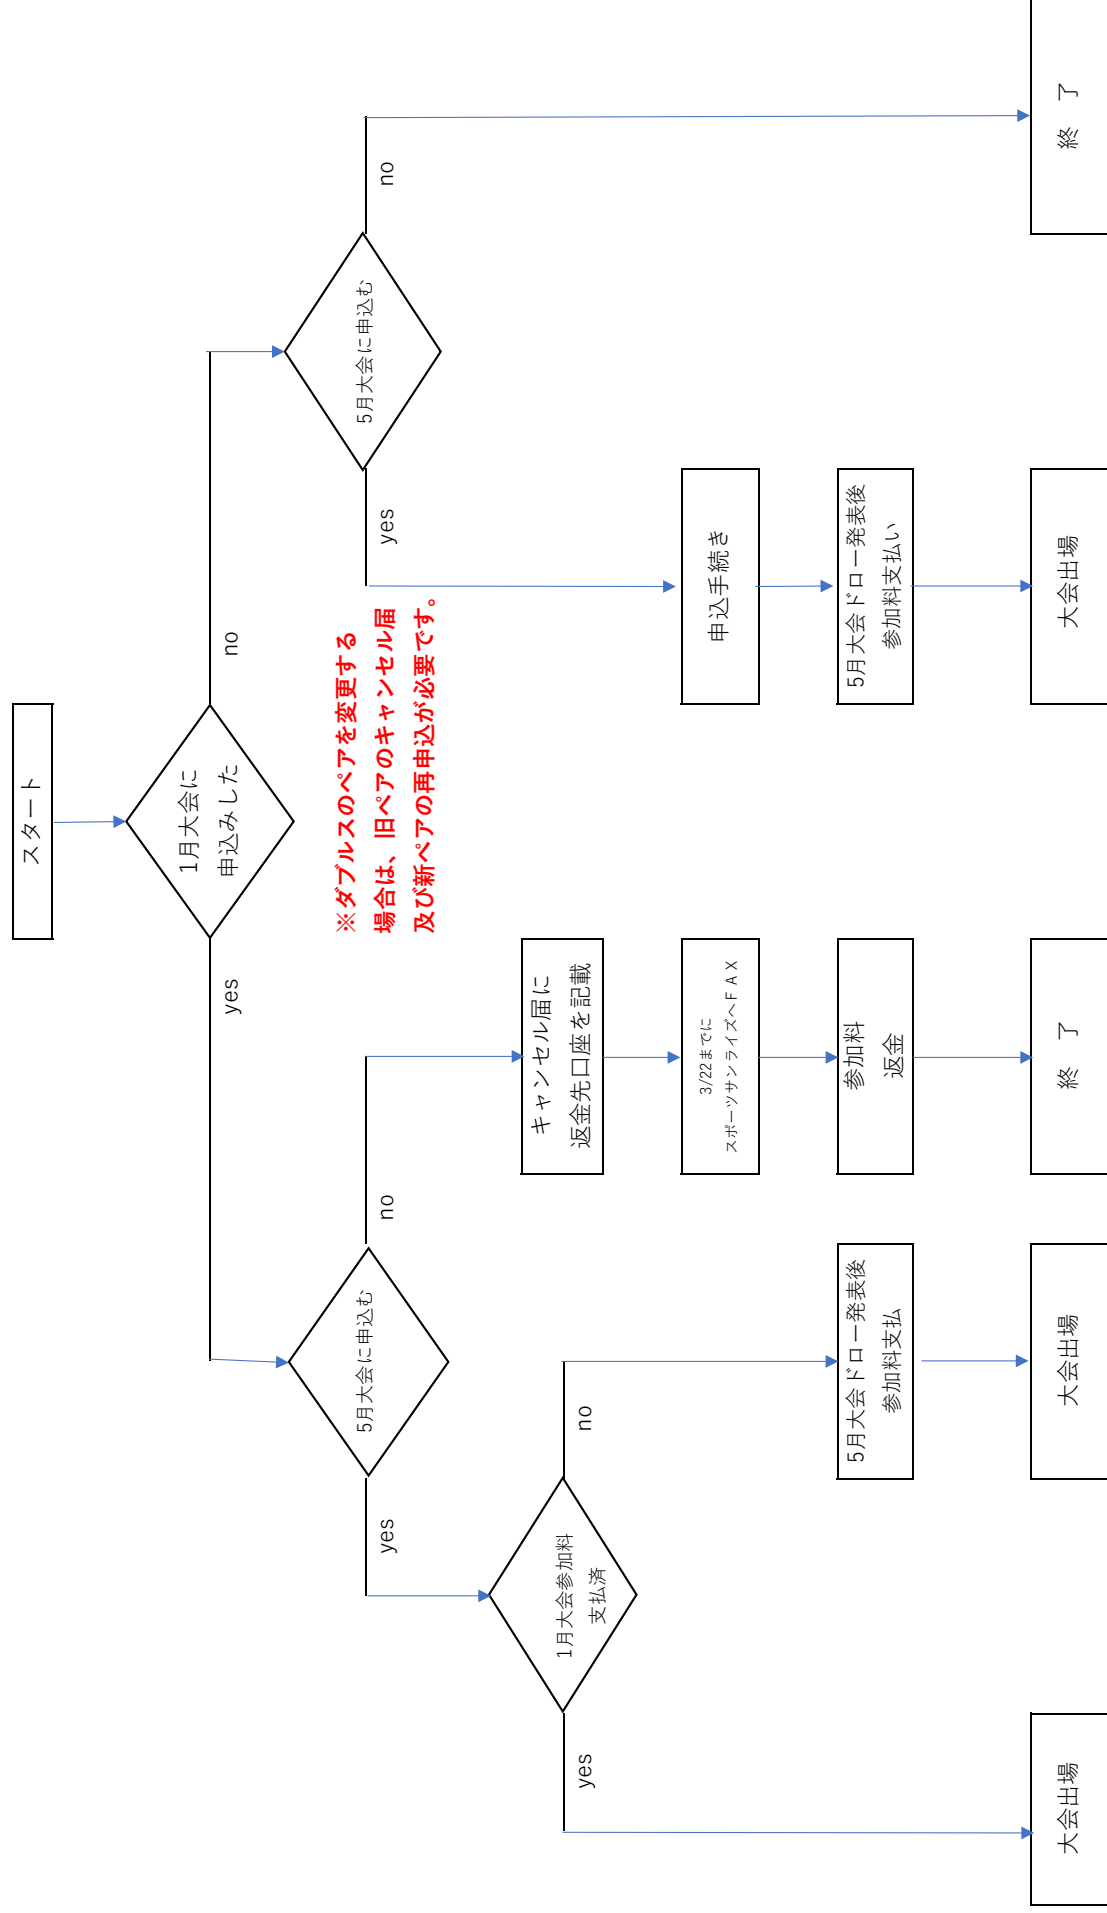 スタート
1月大会に
申込みした
yes
no
5月大会に申込む
5月大会に申込む
※ダブルスのペアを変更する
場合は、旧ペアのキャンセル届
及び新ペアの再申込が必要です。
yes
no
yes
no
1月大会参加料
支払済
キャンセル届に
返金先口座を記載
yes
no
3/22までに
スポーツサンライズへＦＡＸ
申込手続き
5月大会ドロー発表後
参加料支払
参加料
返金
5月大会ドロー発表後
参加料支払い
大会出場
大会出場
終　了
大会出場
終　了